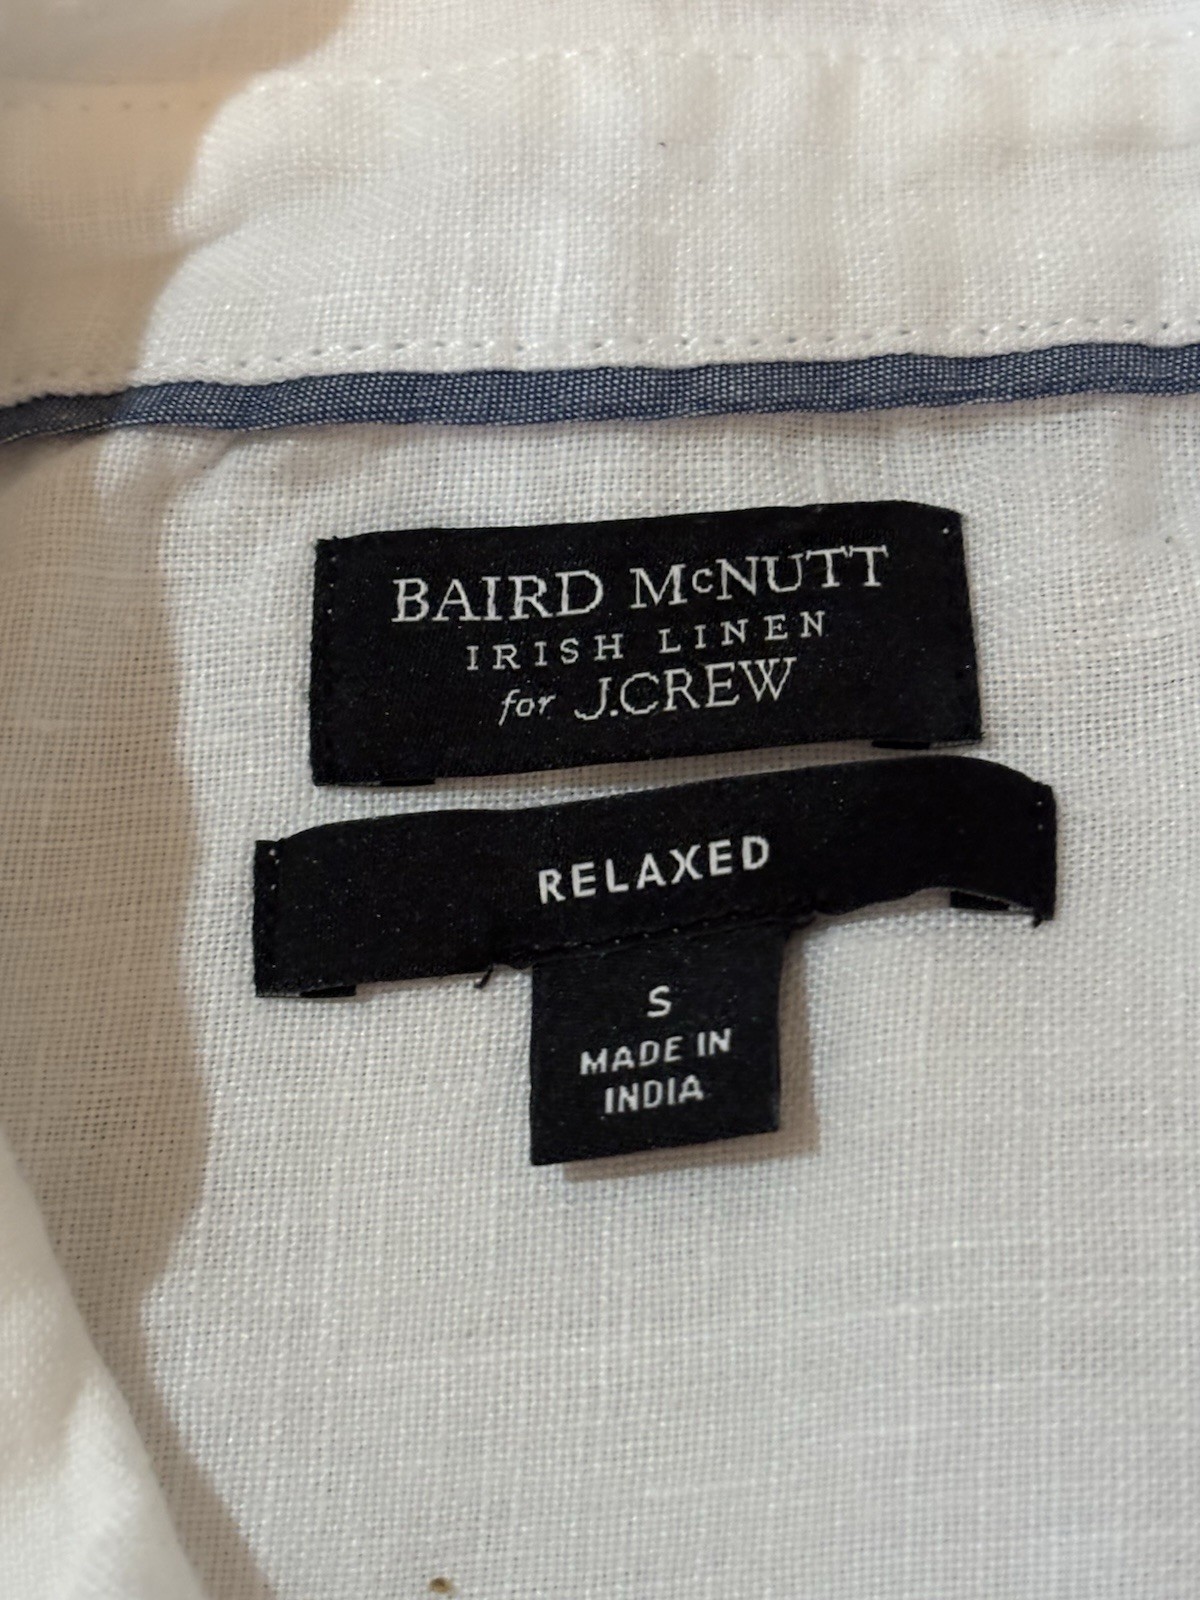 BAIRD McNUTT
IRISH LINEN
for J.CREW
RELAXED
S
MADE IN
INDIA